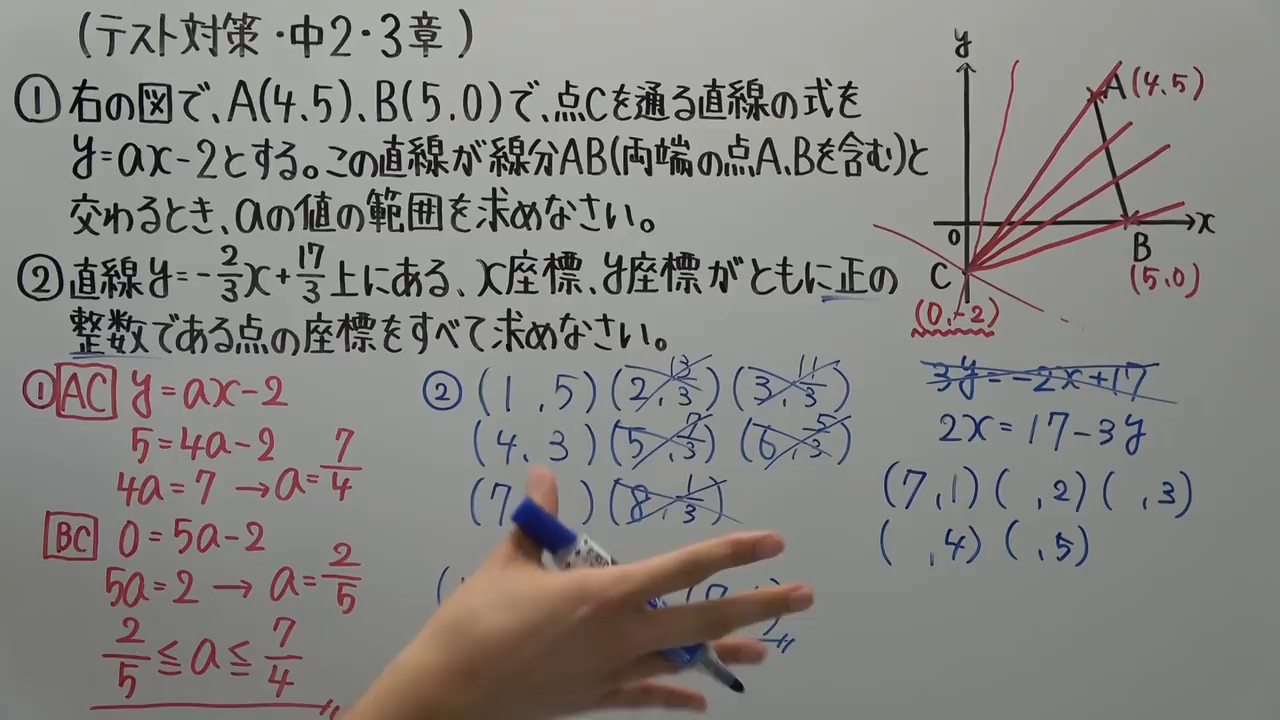 (テスト対策・中2・3章)
①右の図で、A(4.5)、B(5.0)で、点Cを通る直線の式を
y=ax-2とする。この直線が線分AB(両端の点A、Bを含む)と
交わるとき、aの値の範囲を求めなさい。
②直線y=-2/3x+17/3上にある、x座標、y座標がともに正の
整数である点の座標をすべて求めなさい。
y
A(4.5)
O
x
B
(5.0)
C
(0.-2)
①AC y=ax-2
5=4a-2
4a=7→a=7/4
BC 0=5a-2
5a=2→a=2/5
2/5≦a≦7/4
②(1.5)(2.13/3)(3.11/3)
(4.3)(5.7/3)(6.5/3)
(7 )(8.1/3)
3y=-2x+17
2x=17-3y
(7.1)( .2)( .3)
( .4)( .5)